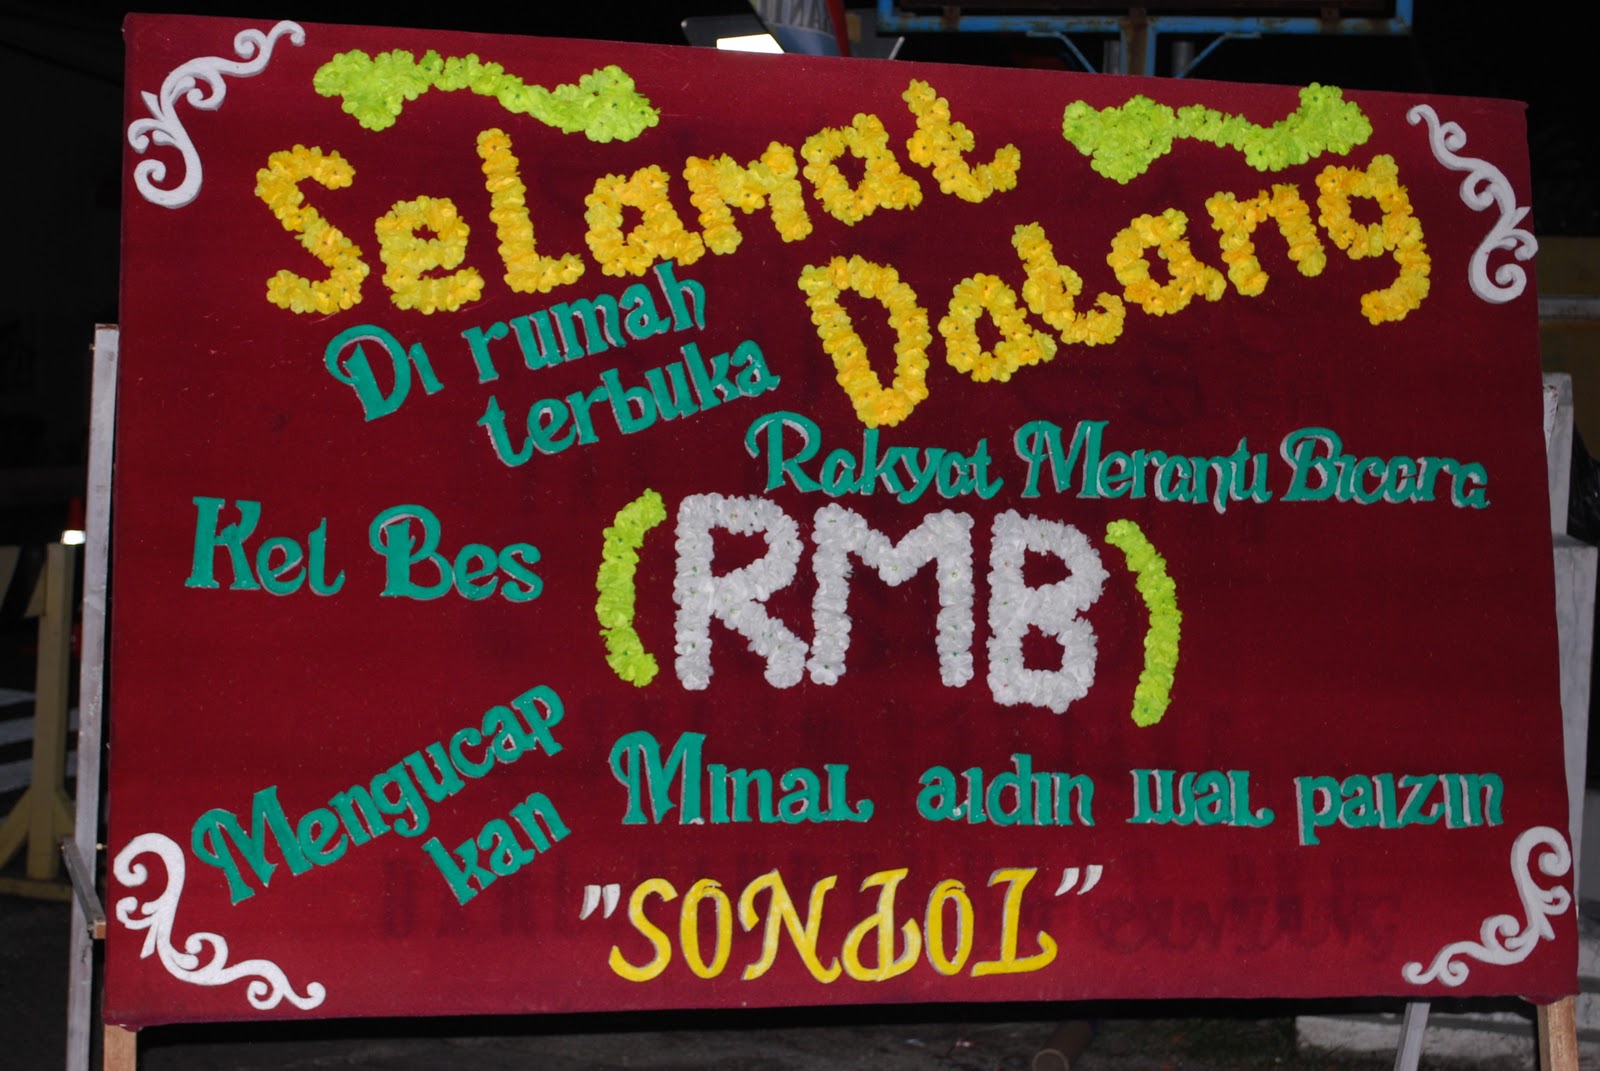 Selamat Datang
Di rumah
terbuka
Rakyat Meranti Bicara
Kel Bes (RMB)
Mengucap
kan
Minal aidin wal paizin
"SONdOL"